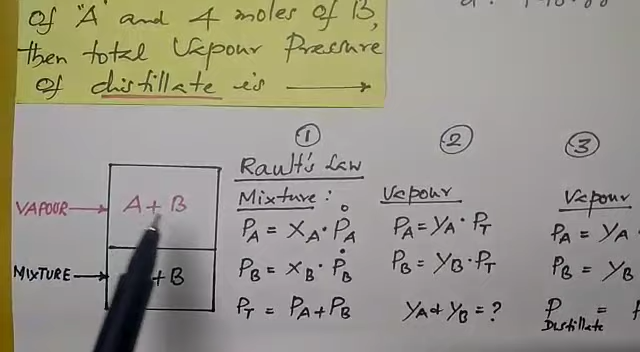 of "A" and 4 moles of B,
then total Vapour Pressure
of distillate is
① ② ③
Rault's Law
Mixture: Vapour Vapour
VAPOUR A + B
P_A = X_A · P°_A P_A = Y_A · P_T P_A = Y_A ·
P_B = X_B · P°_B P_B = Y_B · P_T P_B = Y_B
MIXTURE + B
P_T = P_A + P_B Y_A & Y_B = ? P Distillate =